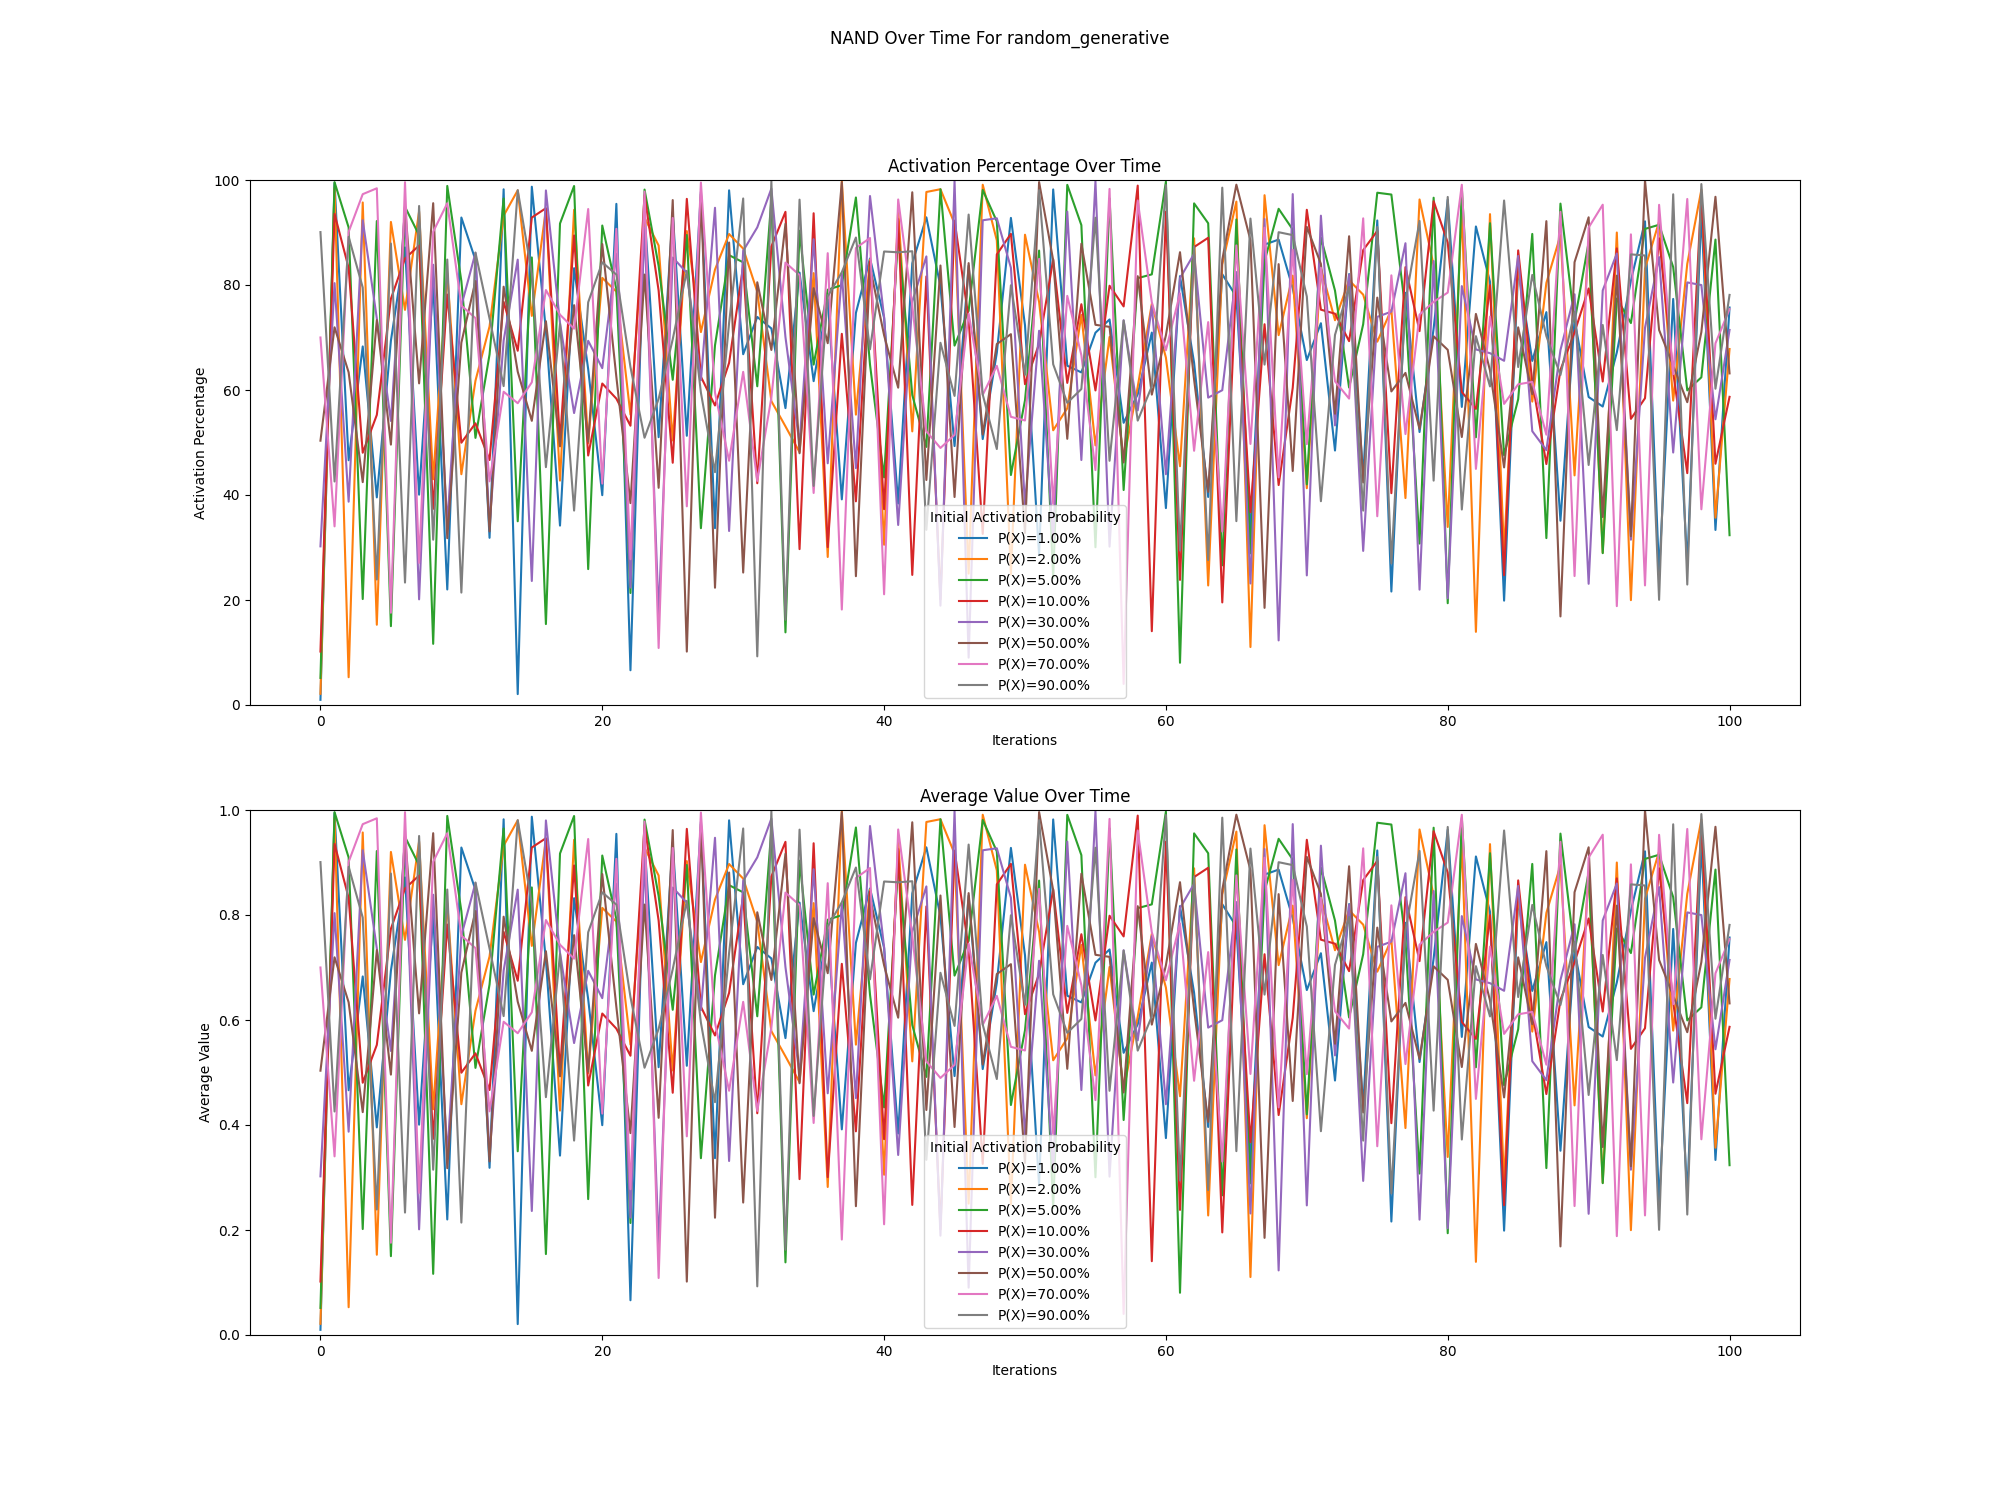 NAND Over Time For random_generative
Activation Percentage Over Time
Activation Percentage
100
80
60
40
20
0
Initial Activation Probability
P(X)=1.00%
P(X)=2.00%
P(X)=5.00%
P(X)=10.00%
P(X)=30.00%
P(X)=50.00%
P(X)=70.00%
P(X)=90.00%
0 20 40 60 80 100
Iterations
Average Value Over Time
Average Value
1.0
0.8
0.6
0.4
0.2
0.0
Initial Activation Probability
P(X)=1.00%
P(X)=2.00%
P(X)=5.00%
P(X)=10.00%
P(X)=30.00%
P(X)=50.00%
P(X)=70.00%
P(X)=90.00%
0 20 40 60 80 100
Iterations